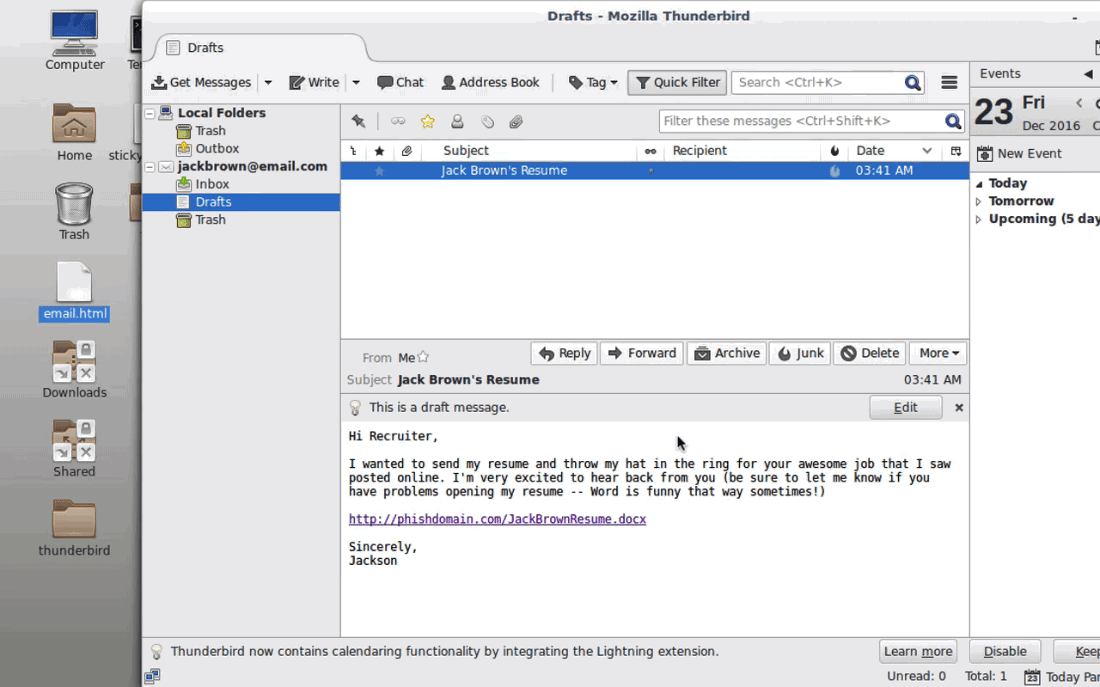 Drafts - Mozilla Thunderbird
Computer
Home
Trash
email.html
Downloads
Shared
thunderbird
Drafts
Get Messages Write Chat Address Book Tag Quick Filter Search <Ctrl+K>
Filter these messages <Ctrl+Shift+K>
Local Folders
Trash
Outbox
jackbrown@email.com
Inbox
Drafts
Trash
Subject Recipient Date
Jack Brown's Resume 03:41 AM
From Me Reply Forward Archive Junk Delete More
Subject Jack Brown's Resume 03:41 AM
This is a draft message. Edit
Hi Recruiter,
I wanted to send my resume and throw my hat in the ring for your awesome job that I saw
posted online. I'm very excited to hear back from you (be sure to let me know if you
have problems opening my resume -- Word is funny that way sometimes!)
http://phishdomain.com/JackBrownResume.docx
Sincerely,
Jackson
Events
23 Fri
Dec 2016
New Event
Today
Tomorrow
Upcoming (5 day
Thunderbird now contains calendaring functionality by integrating the Lightning extension. Learn more Disable Keep
Unread: 0 Total: 1 23 Today Pan